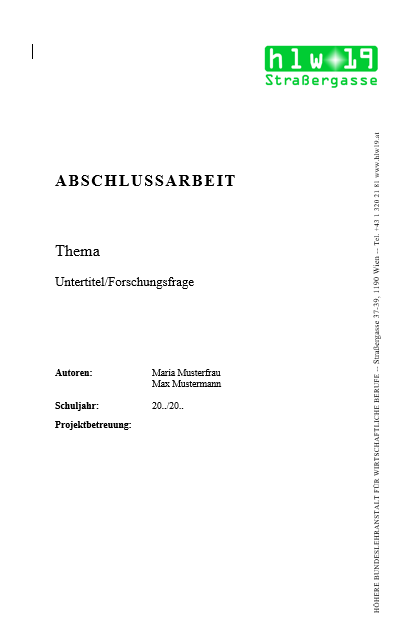 hlw19
Straßergasse
ABSCHLUSSARBEIT
Thema
Untertitel/Forschungsfrage
Autoren: Maria Musterfrau
Max Mustermann
Schuljahr: 20../20..
Projektbetreuung:
HÖHERE BUNDESLEHRANSTALT FÜR WIRTSCHAFTLICHE BERUFE – Straßergasse 37-39, 1190 Wien – Tel. +43 1 320 21 81 www.hlw19.at